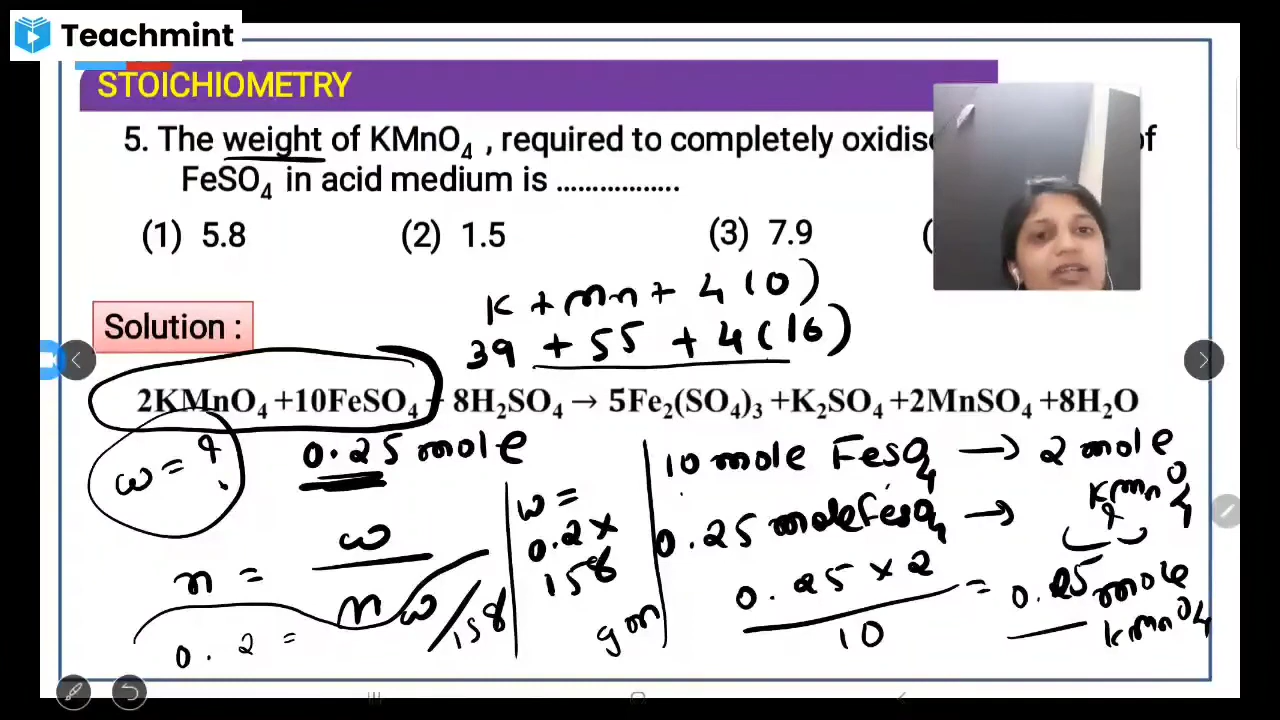 Teachmint
STOICHIOMETRY
5. The weight of KMnO₄ , required to completely oxidise of
FeSO₄ in acid medium is ................
(1) 5.8 (2) 1.5 (3) 7.9 (
K + Mn + 4(O)
39 + 55 + 4(16)
Solution :
2KMnO₄ +10FeSO₄ + 8H₂SO₄ → 5Fe₂(SO₄)₃ +K₂SO₄ +2MnSO₄ +8H₂O
w = ?
0.25 mole
n = w / M
0.2 = w/158
w =
0.2 x
158
gm
10 mole FeSO₄ → 2 mole
KMnO₄
0.25 mole FeSO₄ → ?
0.25 x 2 / 10 = 0.25 mole
KMnO₄